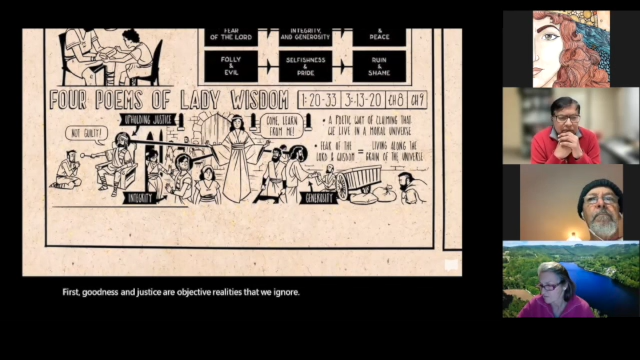 FEAR OF THE LORD
INTEGRITY, AND GENEROSITY
& PEACE
FOLLY & EVIL
SELFISHNESS & PRIDE
RUIN & SHAME
FOUR POEMS OF LADY WISDOM 1:20-33 3:13-20 CH 8 CH 9
UPHOLDING JUSTICE
NOT GUILTY!
COME, LEARN FROM ME!
• A POETIC WAY OF CLAIMING THAT WE LIVE IN A MORAL UNIVERSE
• FEAR OF THE LORD & WISDOM = LIVING ALONG THE GRAIN OF THE UNIVERSE
INTEGRITY
GENEROSITY
First, goodness and justice are objective realities that we ignore.